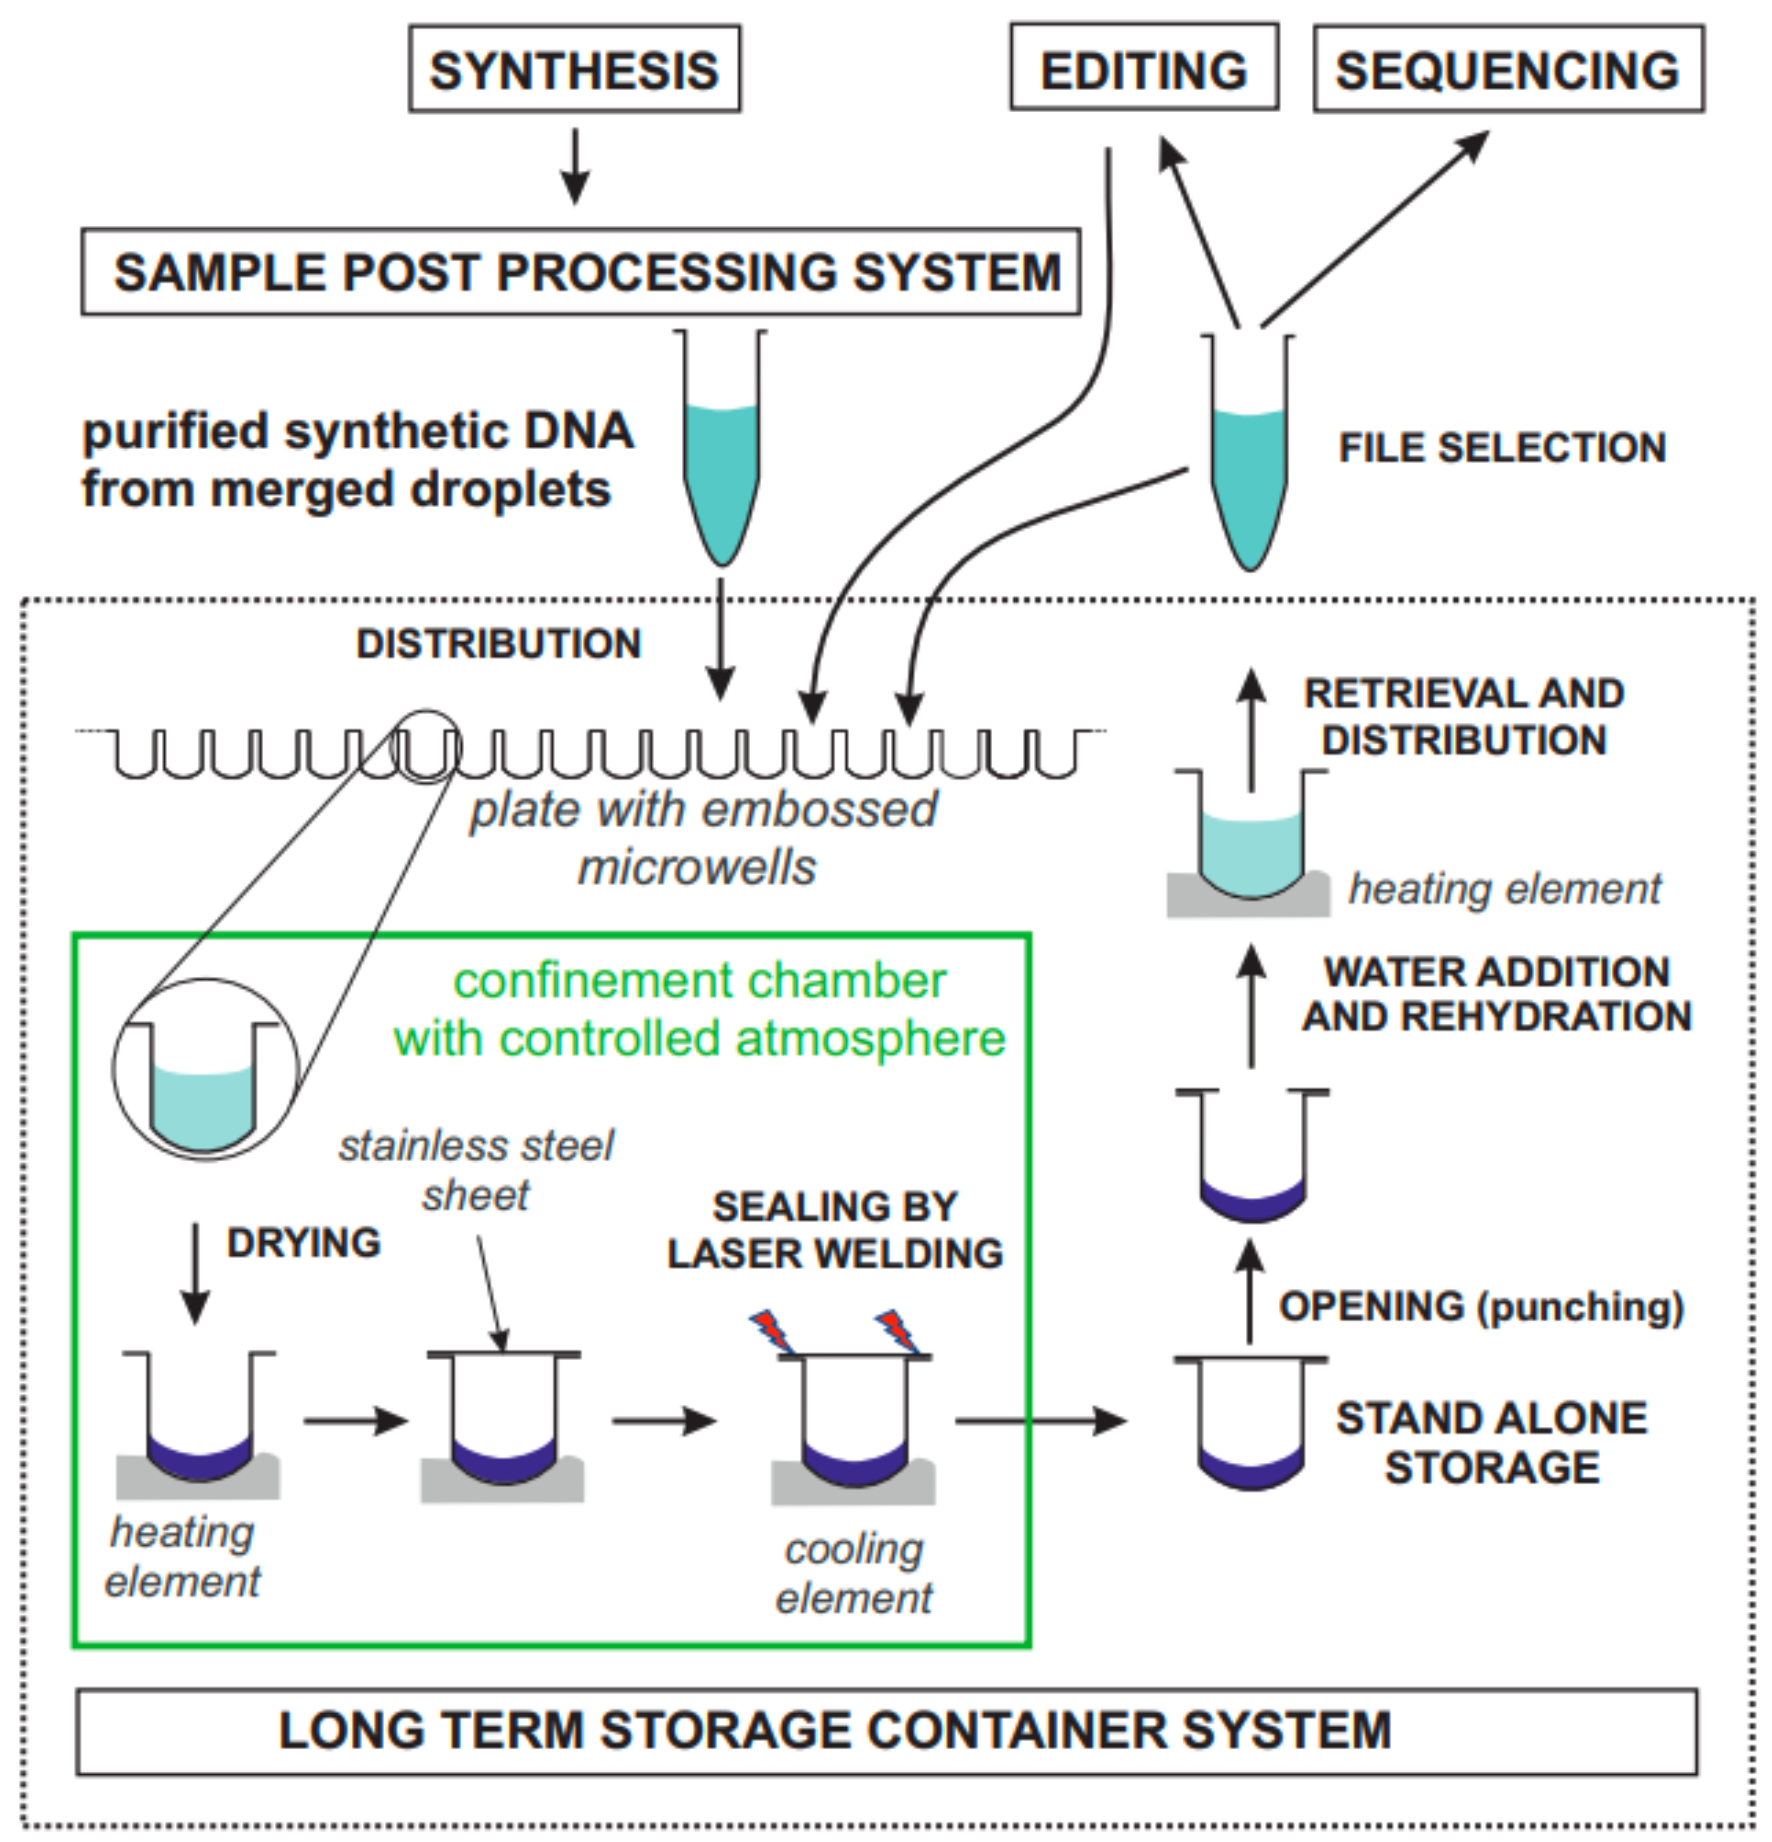 SYNTHESIS
EDITING
SEQUENCING
SAMPLE POST PROCESSING SYSTEM
purified synthetic DNA
from merged droplets
FILE SELECTION
DISTRIBUTION
plate with embossed
microwells
RETRIEVAL AND
DISTRIBUTION
heating element
WATER ADDITION
AND REHYDRATION
confinement chamber
with controlled atmosphere
stainless steel
sheet
DRYING
SEALING BY
LASER WELDING
OPENING (punching)
STAND ALONE
STORAGE
heating
element
cooling
element
LONG TERM STORAGE CONTAINER SYSTEM